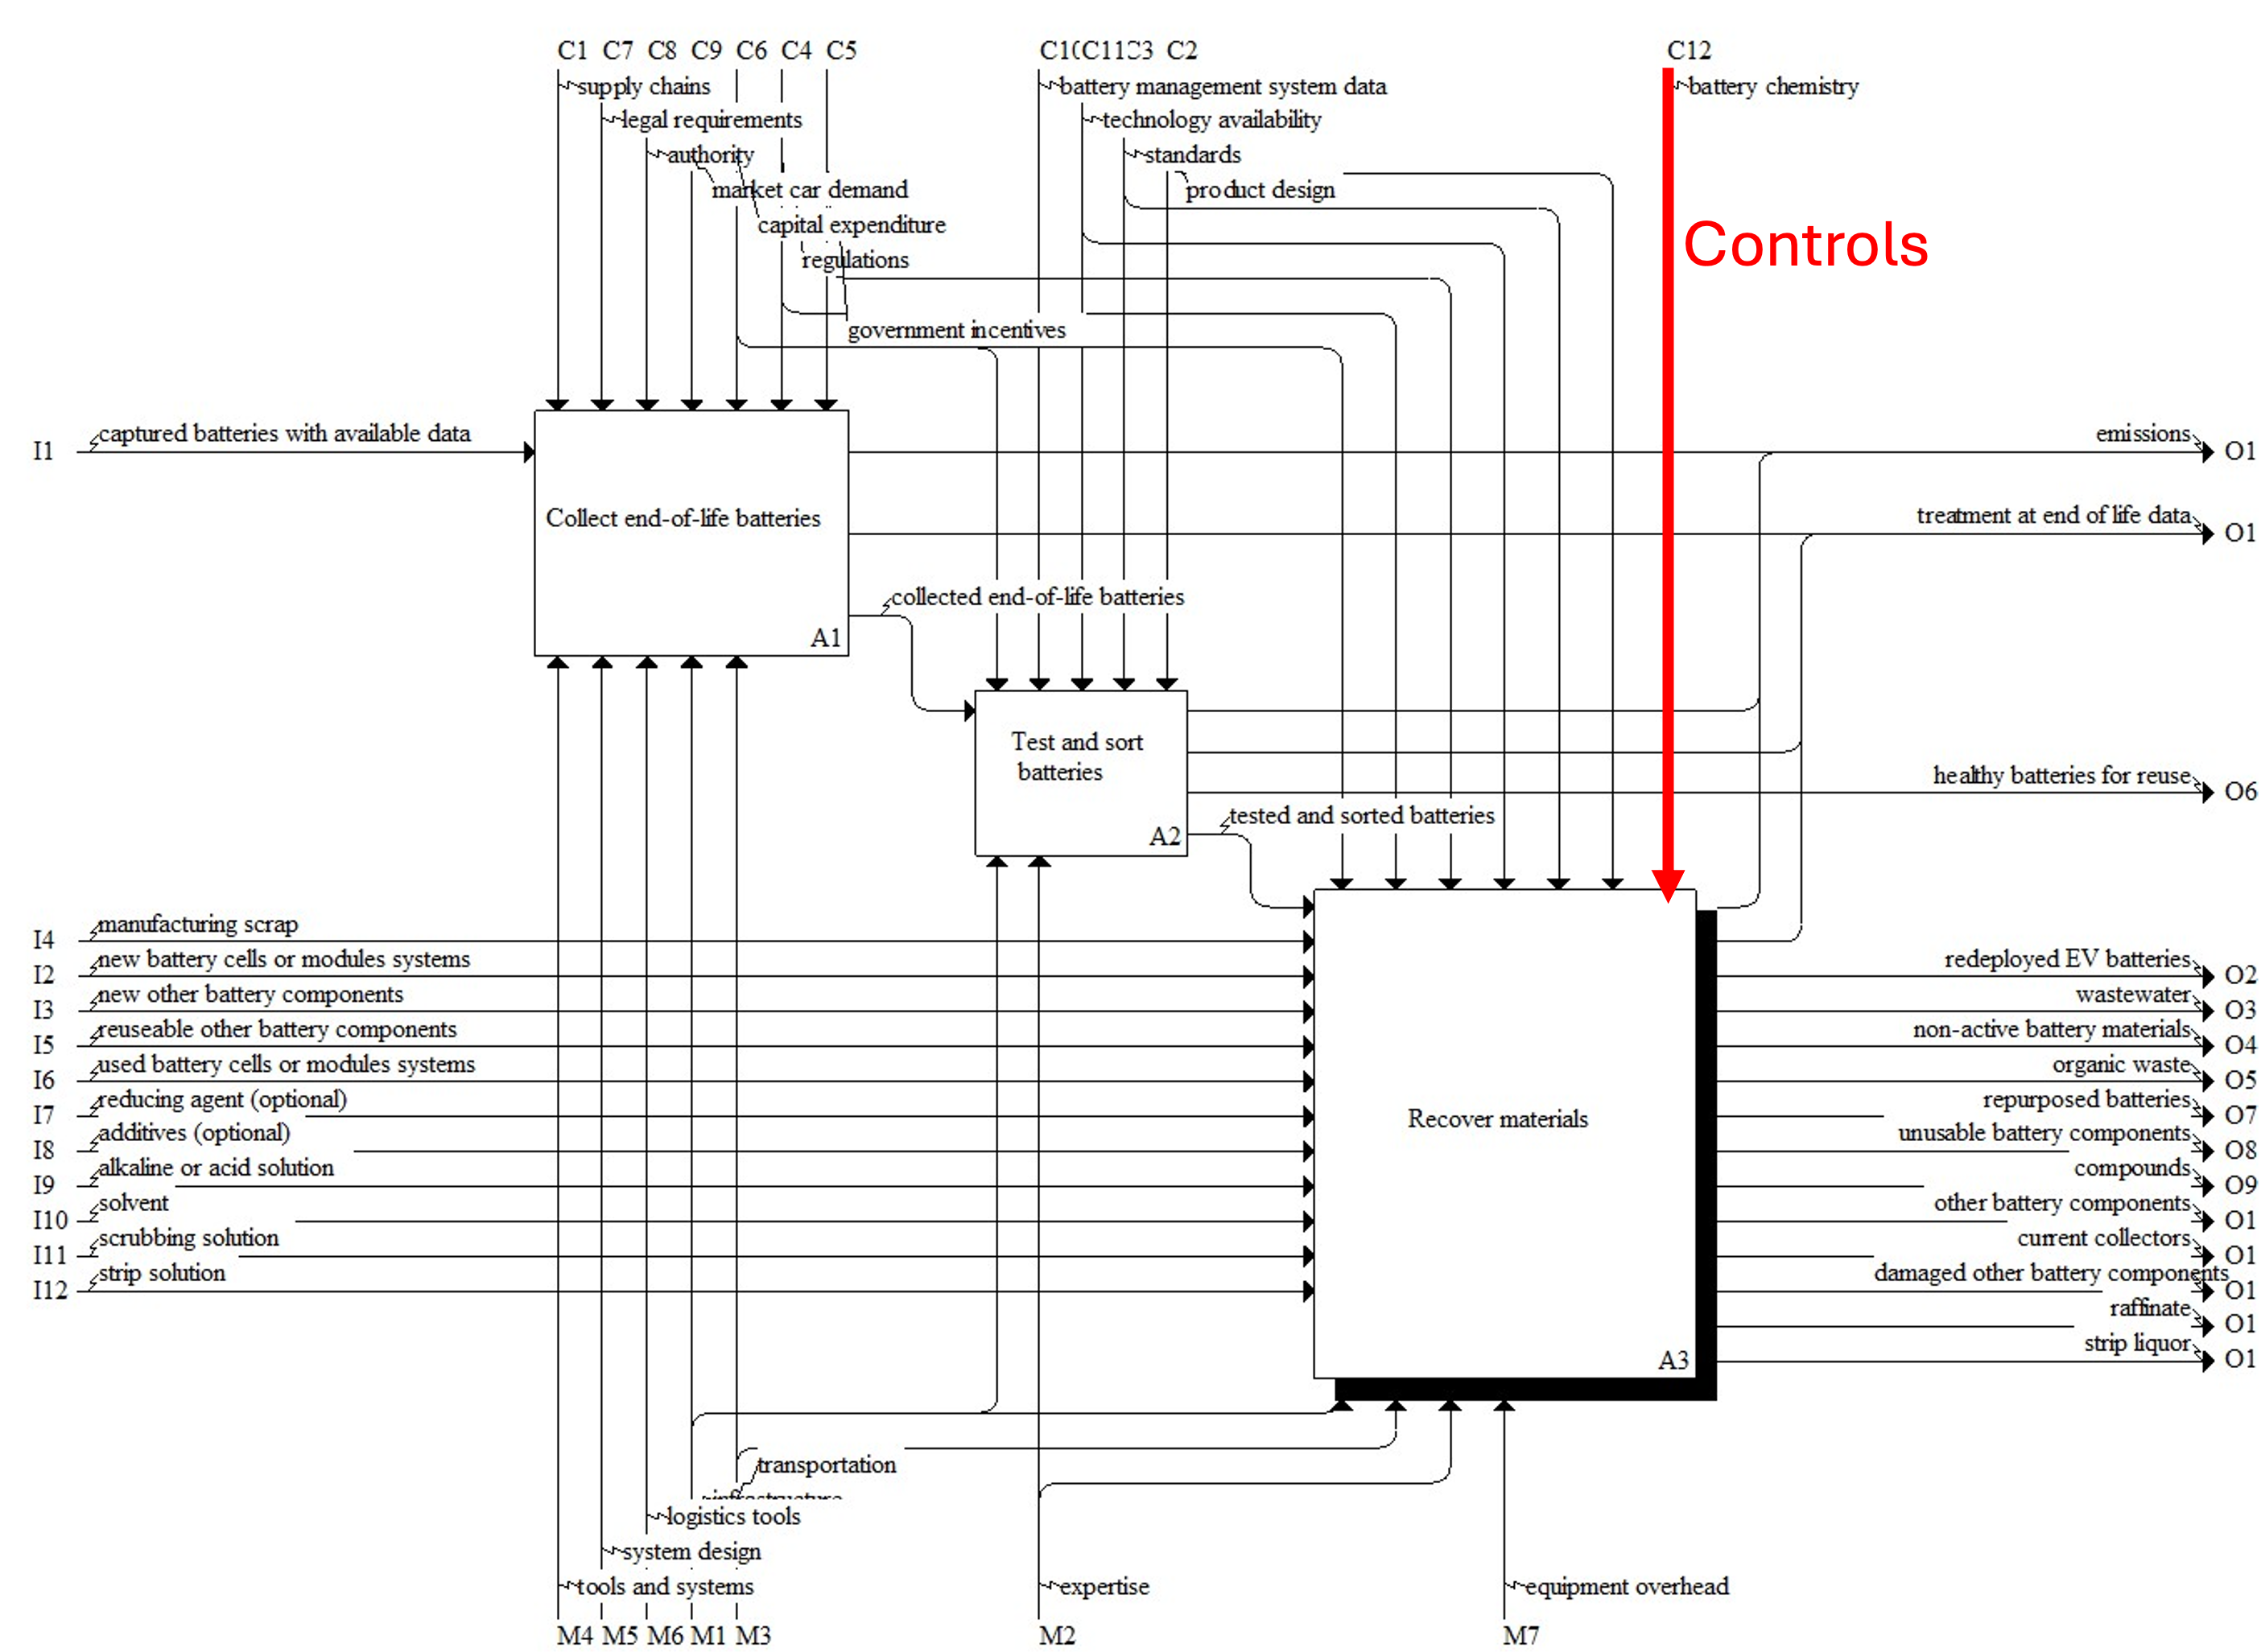 C1 C7 C8 C9 C6 C4 C5 C1(C11C3 C2 C12
supply chains
battery management system data
battery chemistry
legal requirements
technology availability
authority
standards
market car demand
product design
capital expenditure
Controls
regulations
government incentives
I1 captured batteries with available data
emissions O1
Collect end-of-life batteries
A1
treatment at end of life data O1
collected end-of-life batteries
Test and sort
batteries
A2
healthy batteries for reuse O6
tested and sorted batteries
I4 manufacturing scrap
I2 new battery cells or modules systems
I3 new other battery components
I5 reuseable other battery components
I6 used battery cells or modules systems
I7 reducing agent (optional)
I8 additives (optional)
I9 alkaline or acid solution
I10 solvent
I11 scrubbing solution
I12 strip solution
Recover materials
A3
redeployed EV batteries O2
wastewater O3
non-active battery materials O4
organic waste O5
repurposed batteries O7
unusable battery components O8
compounds O9
other battery components O1
current collectors O1
damaged other battery components O1
raffinate O1
strip liquor O1
transportation
infrastructure
logistics tools
system design
tools and systems
expertise
equipment overhead
M4 M5 M6 M1 M3 M2 M7